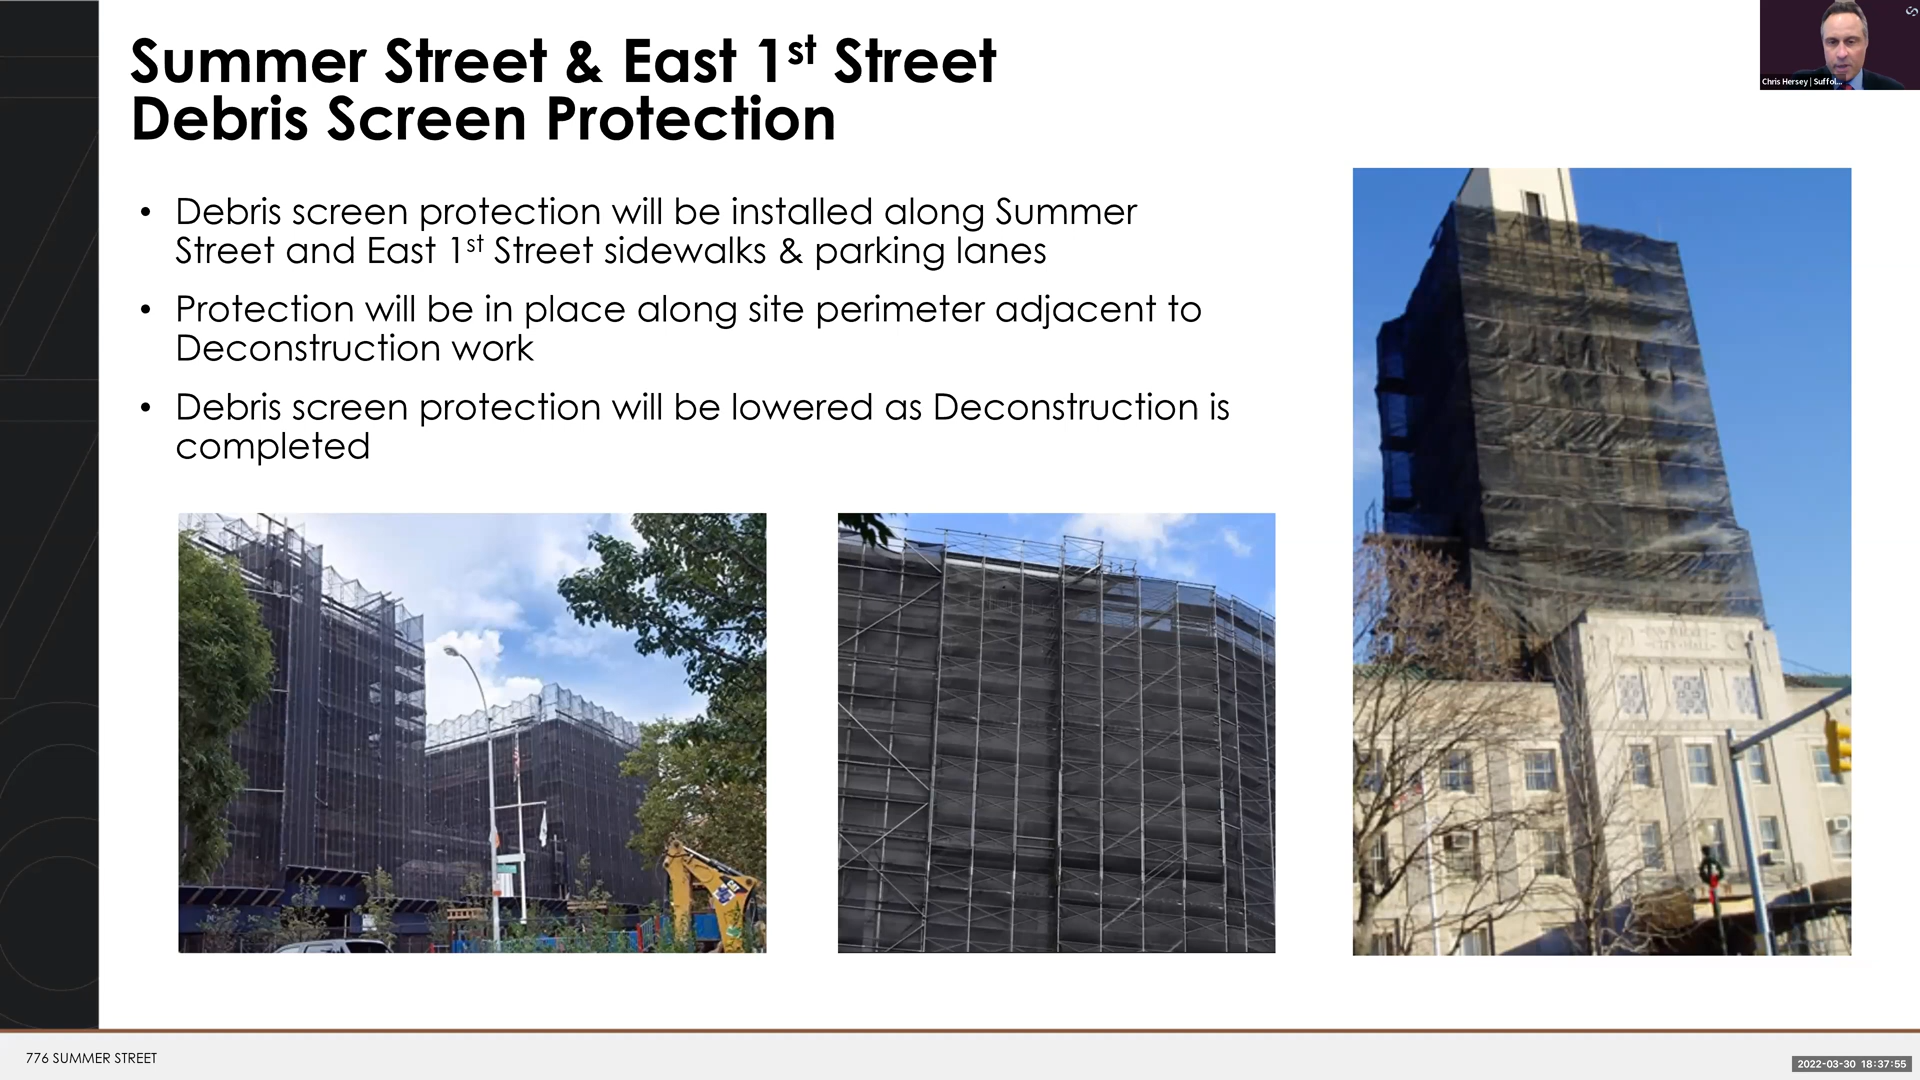 Summer Street & East 1st Street
Debris Screen Protection
Chris Hersey | Suffol...
• Debris screen protection will be installed along Summer
Street and East 1st Street sidewalks & parking lanes
• Protection will be in place along site perimeter adjacent to
Deconstruction work
• Debris screen protection will be lowered as Deconstruction is
completed
CAT
776 SUMMER STREET
2022-03-30 18:37:55